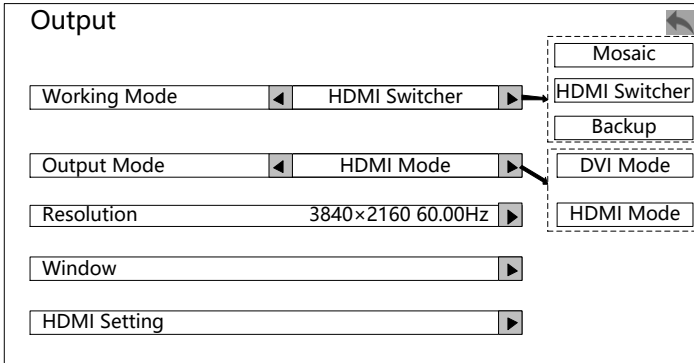 Output
Mosaic
Working Mode HDMI Switcher HDMI Switcher
Backup
Output Mode HDMI Mode DVI Mode
Resolution 3840×2160 60.00Hz HDMI Mode
Window
HDMI Setting